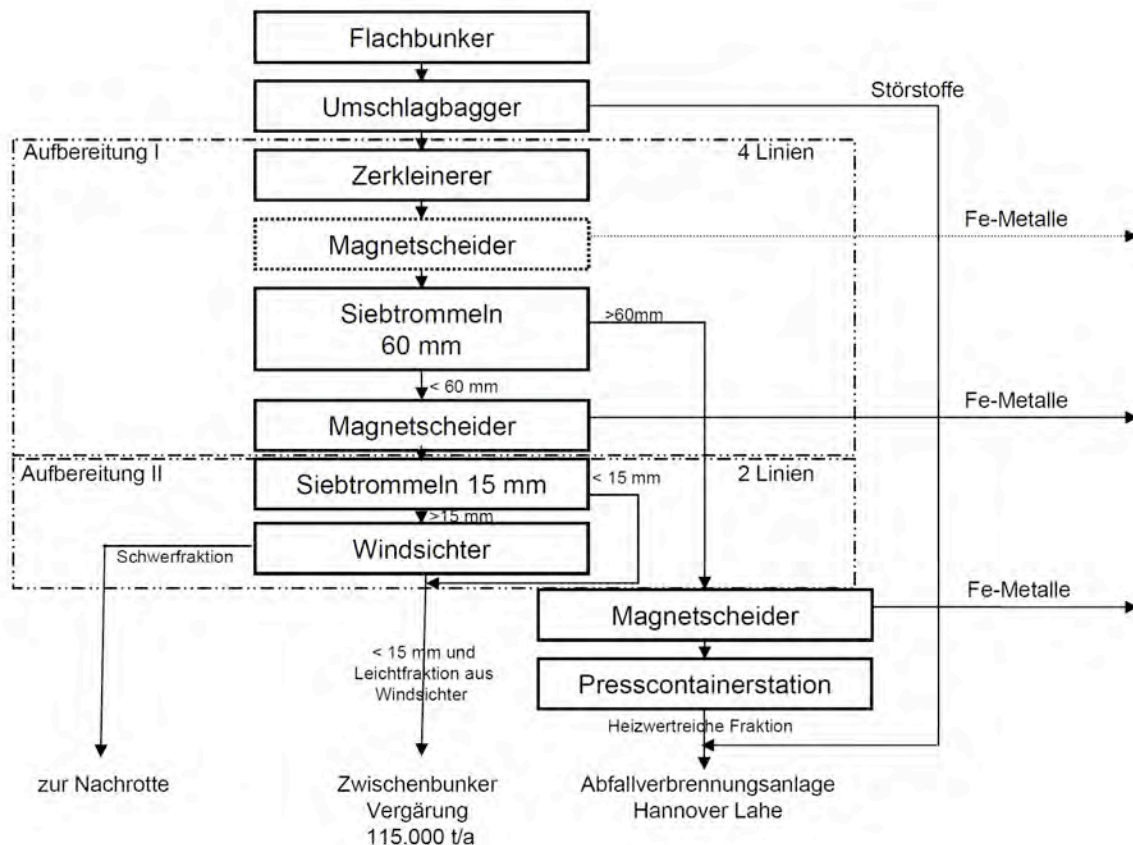 Flachbunker
Umschlagbagger
Störstoffe
Aufbereitung I
4 Linien
Zerkleinerer
Magnetscheider
Fe-Metalle
Siebtrommeln
60 mm
>60mm
< 60 mm
Magnetscheider
Fe-Metalle
Aufbereitung II
2 Linien
Siebtrommeln 15 mm
< 15 mm
>15 mm
Windsichter
Schwerfraktion
Magnetscheider
Fe-Metalle
< 15 mm und
Leichtfraktion aus
Windsichter
Presscontainerstation
Heizwertreiche Fraktion
zur Nachrotte
Zwischenbunker
Vergärung
115.000 t/a
Abfallverbrennungsanlage
Hannover Lahe